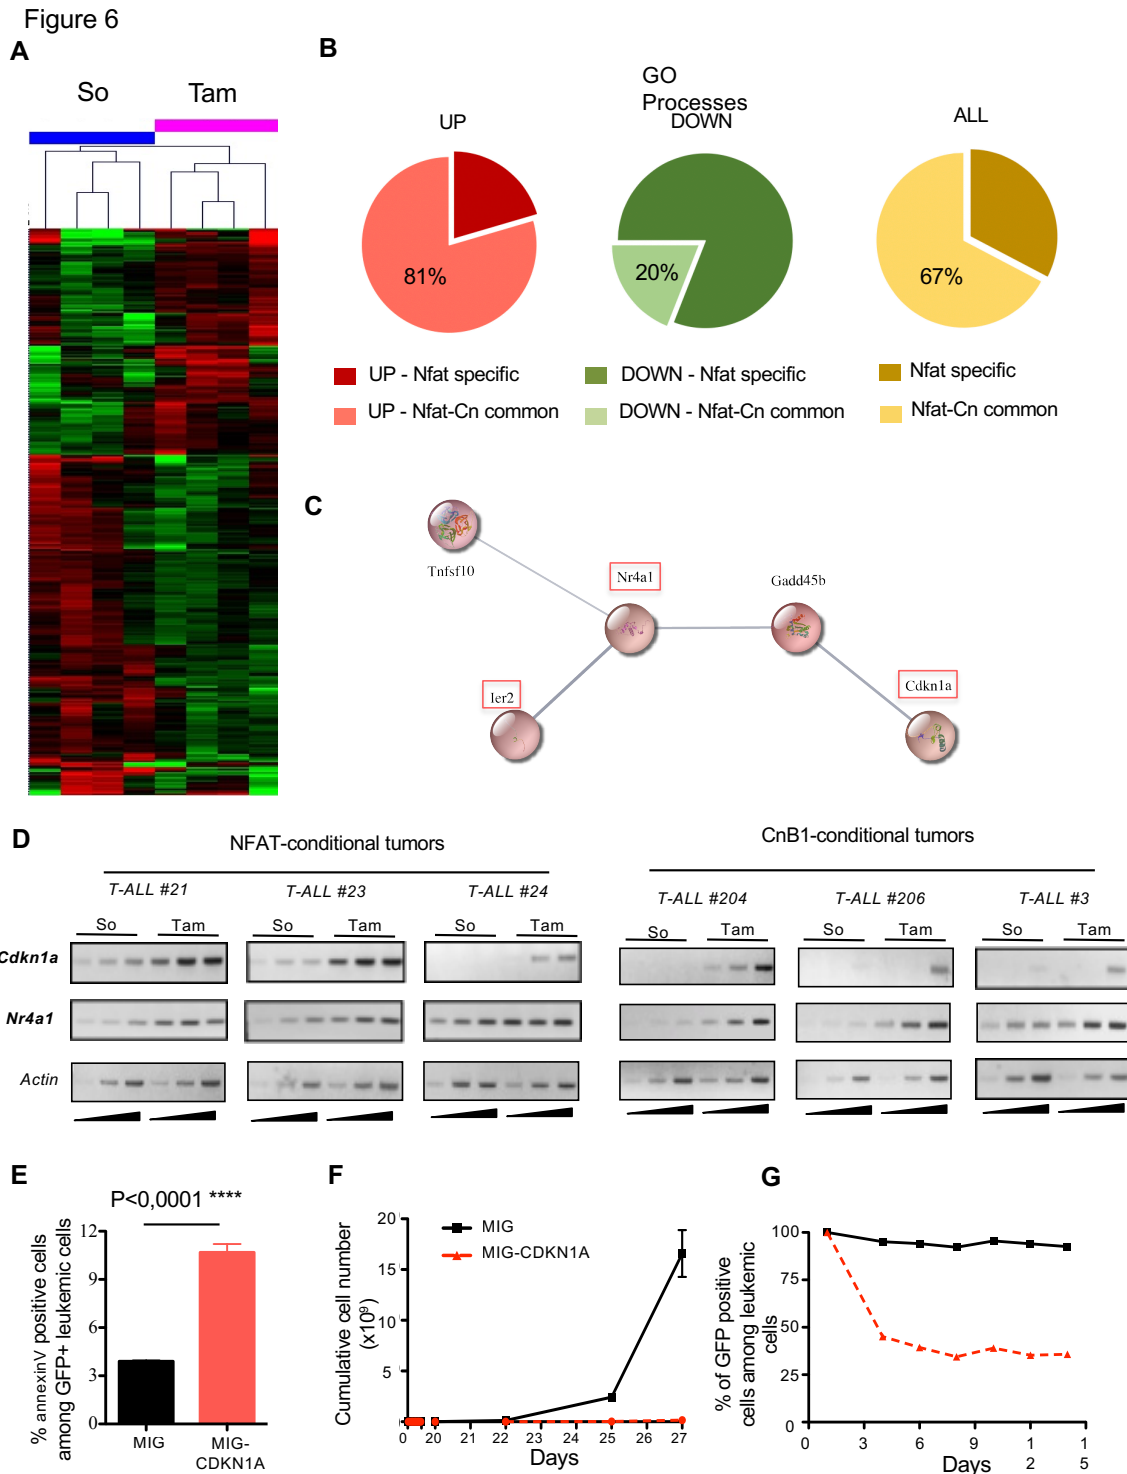 Figure 6
A
So
Tam
B
GO
Processes
UP
DOWN
ALL
81%
20%
67%
UP - Nfat specific
UP - Nfat-Cn common
DOWN - Nfat specific
DOWN - Nfat-Cn common
Nfat specific
Nfat-Cn common
C
Tnfsf10
Nr4a1
Gadd45b
Ier2
Cdkn1a
D
NFAT-conditional tumors
CnB1-conditional tumors
T-ALL #21
T-ALL #23
T-ALL #24
T-ALL #204
T-ALL #206
T-ALL #3
So Tam
So Tam
So Tam
So Tam
So Tam
So Tam
Cdkn1a
Nr4a1
Actin
E
P<0,0001 ****
% annexinV positive cells
among GFP+ leukemic cells
12
9
6
3
0
MIG
MIG-
CDKN1A
F
MIG
MIG-CDKN1A
Cumulative cell number
(x10⁹)
20
15
10
5
0
0 20 22 23 24 25 26 27
Days
G
% of GFP positive
cells among leukemic
cells
100
75
50
25
0
0 3 6 9 1 1
2 5
Days